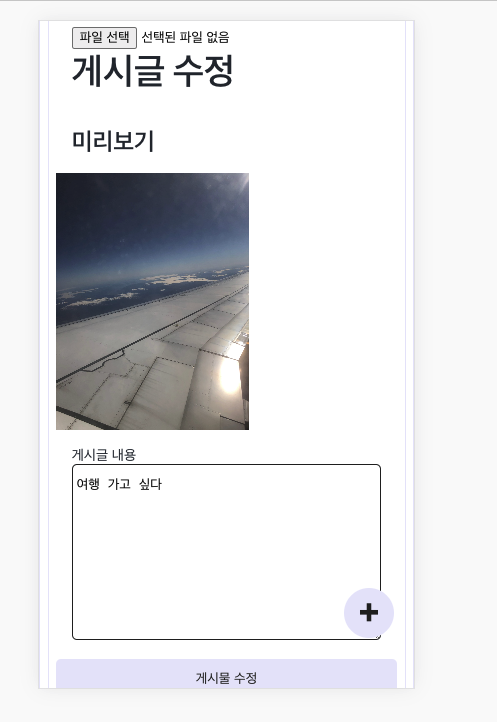 파일 선택 선택된 파일 없음
게시글 수정
미리보기
게시글 내용
여행 가고 싶다
+
게시물 수정